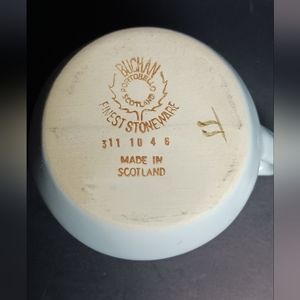 BUCHAN
PORTOBELLO
SCOTLAND
FINEST STONEWARE
311 10 4 6
MADE IN
SCOTLAND